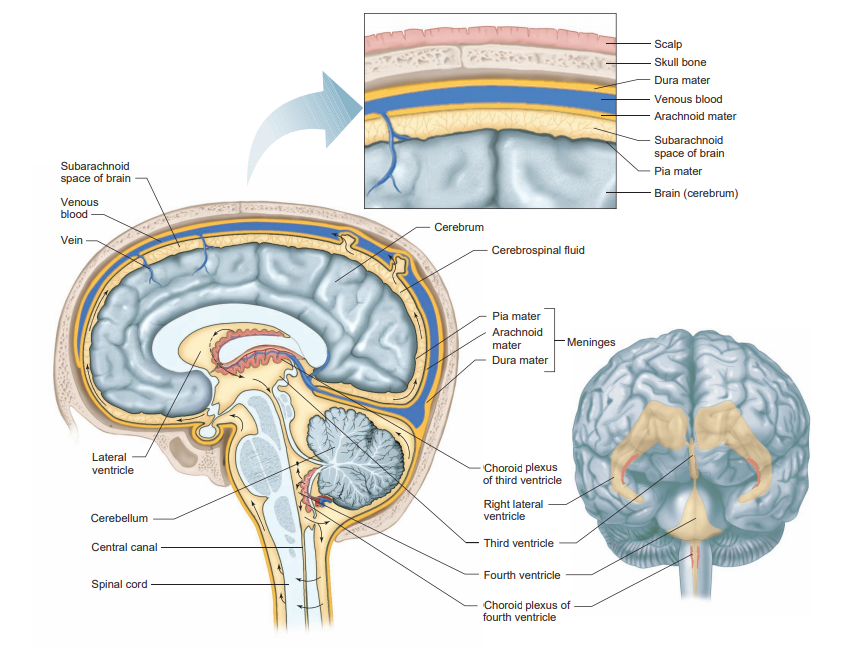 Scalp
Skull bone
Dura mater
Venous blood
Arachnoid mater
Subarachnoid
space of brain
Pia mater
Brain (cerebrum)
Subarachnoid
space of brain
Venous
blood
Vein
Cerebrum
Cerebrospinal fluid
Pia mater
Arachnoid
mater
Dura mater
Meninges
Lateral
ventricle
Cerebellum
Central canal
Spinal cord
Choroid plexus
of third ventricle
Right lateral
ventricle
Third ventricle
Fourth ventricle
Choroid plexus of
fourth ventricle